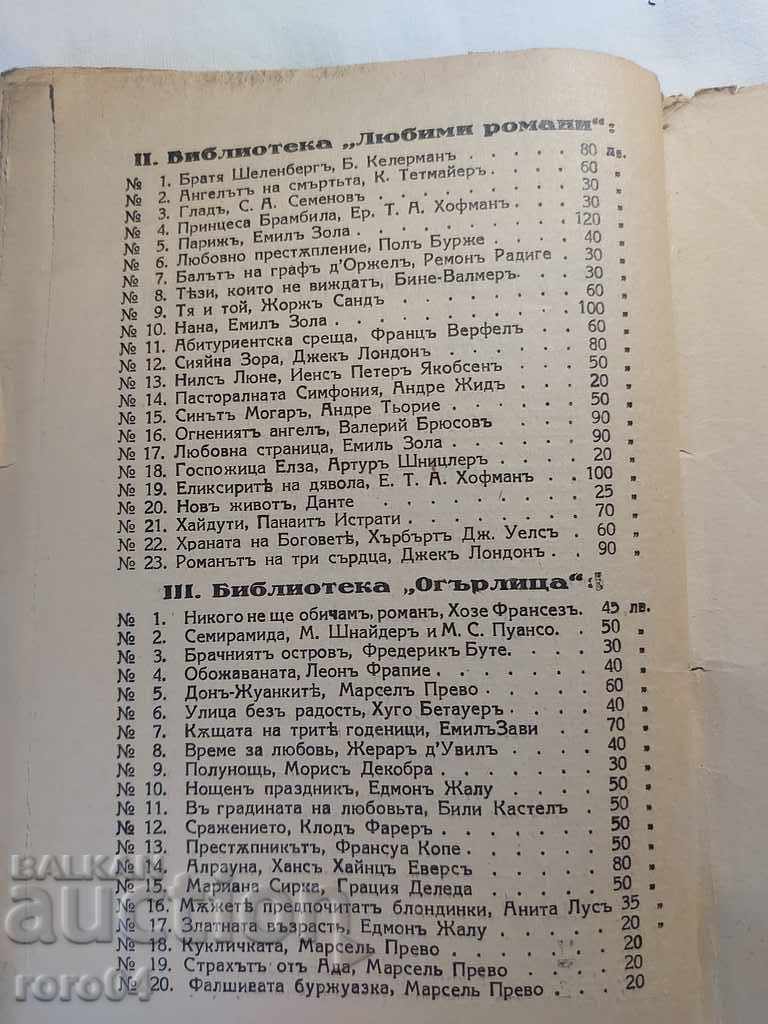 II. Библиотека „Любими романи“:
№ 1. Братя Шеленбергъ, Б. Келерманъ . . . . . 80 лв.
№ 2. Ангелътъ на смъртьта, К. Тетмайеръ . . . . 60 „
№ 3. Гладъ, С. А. Семеновъ . . . . . . . . 30 „
№ 4. Принцеса Брамбила, Ер. Т. А. Хофманъ . . . 30 „
№ 5. Парижъ, Емилъ Зола . . . . . . . . 120 „
№ 6. Любовно престѫпление, Полъ Бурже . . . . 40 „
№ 7. Балътъ на графъ д'Оржелъ, Ремонъ Радиге . 30 „
№ 8. Тѣзи, които не виждатъ, Бине-Валмеръ. . . . 30 „
№ 9. Тя и той, Жоржъ Сандъ . . . . . . . . 60 „
№ 10. Нана, Емилъ Зола . . . . . . . . . 100 „
№ 11. Абитуриентска среща, Францъ Верфелъ . . 60 „
№ 12. Сияйна Зора, Джекъ Лондонъ . . . . . . 80 „
№ 13. Нилсъ Люне, Иенсъ Петеръ Якобсенъ . . . 50 „
№ 14. Пасторалната Симфония, Андре Жидъ . . . 20 „
№ 15. Синътъ Могаръ, Андре Тьорие . . . . . . 50 „
№ 16. Огнениятъ ангелъ, Валерий Брюсовъ . . . . 90 „
№ 17. Любовна страница, Емиль Зола . . . . . 90 „
№ 18. Госпожица Елза, Артуръ Шницлеръ . . . . 20 „
№ 19. Еликсиритѣ на дявола, Е. Т. А. Хофманъ . . 100 „
№ 20. Новъ животъ, Данте . . . . . . . . 25 „
№ 21. Хайдути, Панаитъ Истрати . . . . . . . 70 „
№ 22. Храната на Боговетѣ, Хърбъртъ Дж. Уелсъ . 60 „
№ 23. Романътъ на три сърдца, Джекъ Лондонъ . . 90 „
III. Библиотека „Огърлица“:
№ 1. Никого не ще обичамъ, романъ, Хозе Франсезъ. 45 лв.
№ 2. Семирамида, М. Шнайдеръ и М. С. Пуансо. . 50 „
№ 3. Брачниятъ островъ, Фредерикъ Буте. . . . . 30 „
№ 4. Обожаваната, Леонъ Фрапие . . . . . . . 40 „
№ 5. Донъ-Жуанкитѣ, Марселъ Прево . . . . . 60 „
№ 6. Улица безъ радость, Хуго Бетауеръ . . . . 40 „
№ 7. Кѫщата на тритѣ годеници, ЕмилъЗави . . . 70 „
№ 8. Време за любовь, Жераръ д'Увилъ . . . . 40 „
№ 9. Полунощь, Морисъ Декобра . . . . . . . 30 „
№ 10. Нощенъ праздникъ, Едмонъ Жалу . . . . 50 „
№ 11. Въ градината на любовьта, Били Кастелъ . 50 „
№ 12. Сражението, Клодъ Фареръ . . . . . . . 50 „
№ 13. Престѫпникътъ, Франсуа Копе . . . . . . 50 „
№ 14. Алрауна, Хансъ Хайнцъ Еверсъ . . . . . 80 „
№ 15. Мариана Сирка, Грация Деледа . . . . . 50 „
№ 16. Мѫжетѣ предпочитатъ блондинки, Анита Лусъ 35 „
№ 17. Златната възрасть, Едмонъ Жалу . . . . . 20 „
№ 18. Кукличката, Марсель Прево . . . . . . . 20 „
№ 19. Страхътъ отъ Ада, Марсель Прево . . . . 20 „
№ 20. Фалшивата буржуазка, Марсель Прево . . . 20 „
BALKAN
auction
roro64